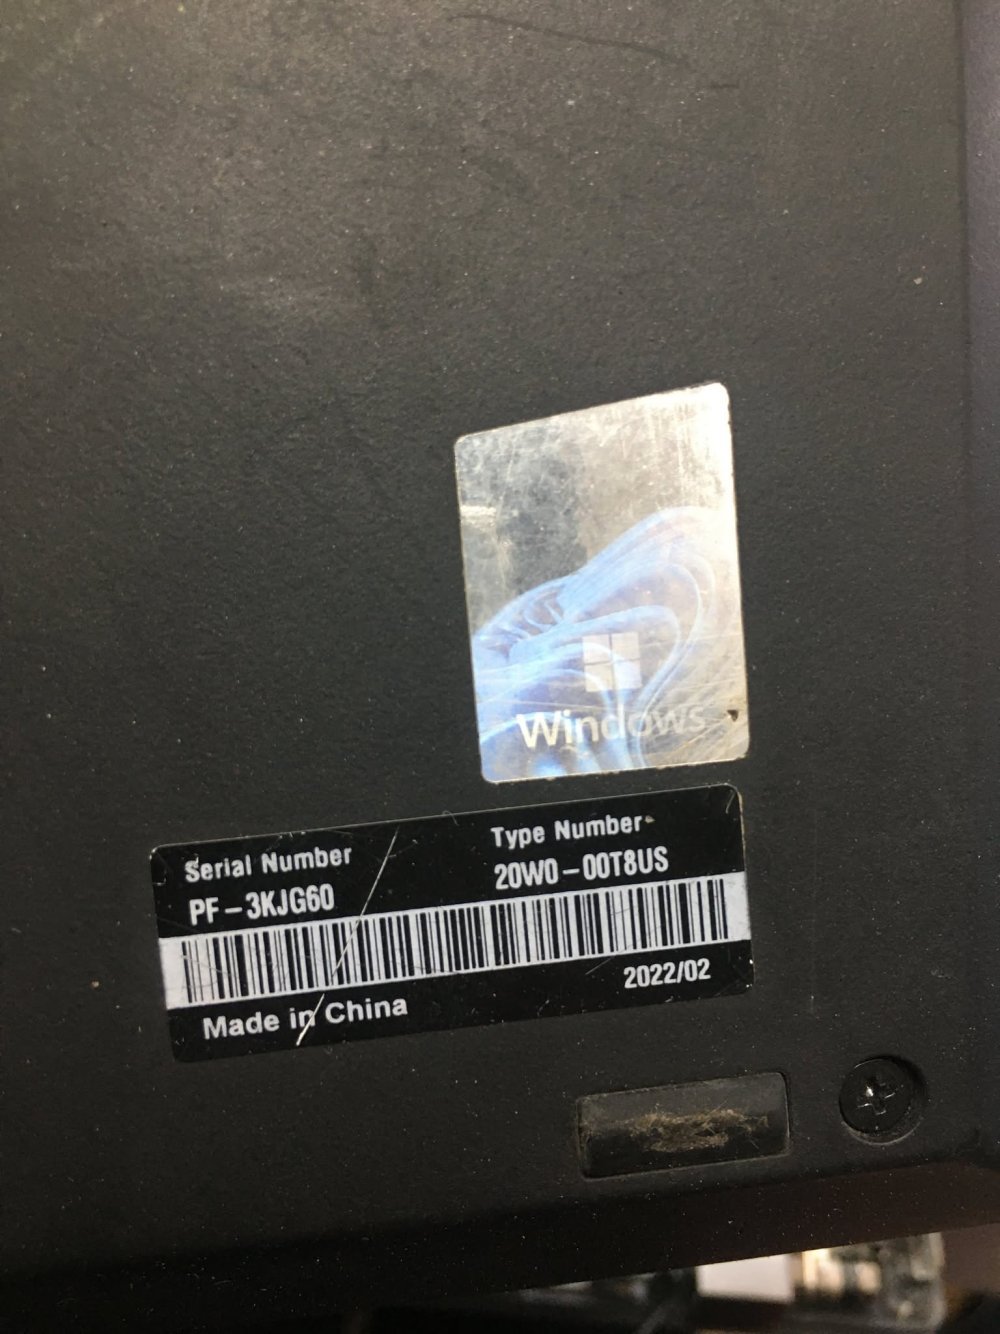 Windows
Serial Number
Type Number
PF-3KJG60
20W0-00T8US
2022/02
Made in China